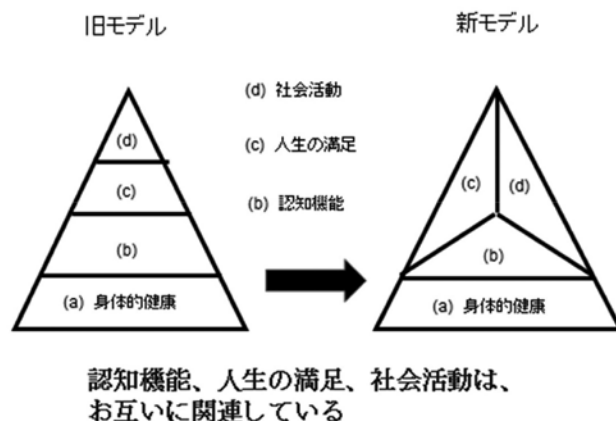 旧モデル
新モデル
(d) 社会活動
(c) 人生の満足
(b) 認知機能
(d)
(c)
(b)
(a) 身体的健康
(c)
(d)
(b)
(a) 身体的健康
認知機能、人生の満足、社会活動は、
お互いに関連している